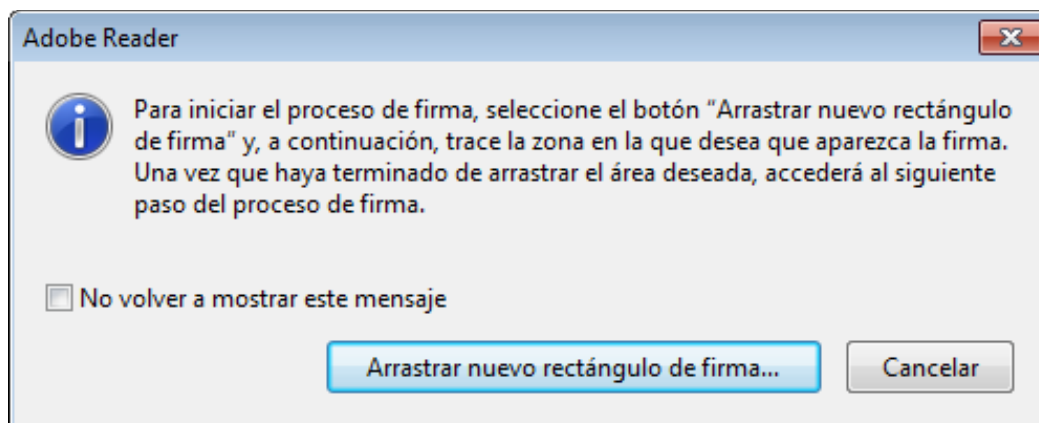 Adobe Reader
Para iniciar el proceso de firma, seleccione el botón “Arrastrar nuevo rectángulo
de firma” y, a continuación, trace la zona en la que desea que aparezca la firma.
Una vez que haya terminado de arrastrar el área deseada, accederá al siguiente
paso del proceso de firma.
No volver a mostrar este mensaje
Arrastrar nuevo rectángulo de firma...
Cancelar